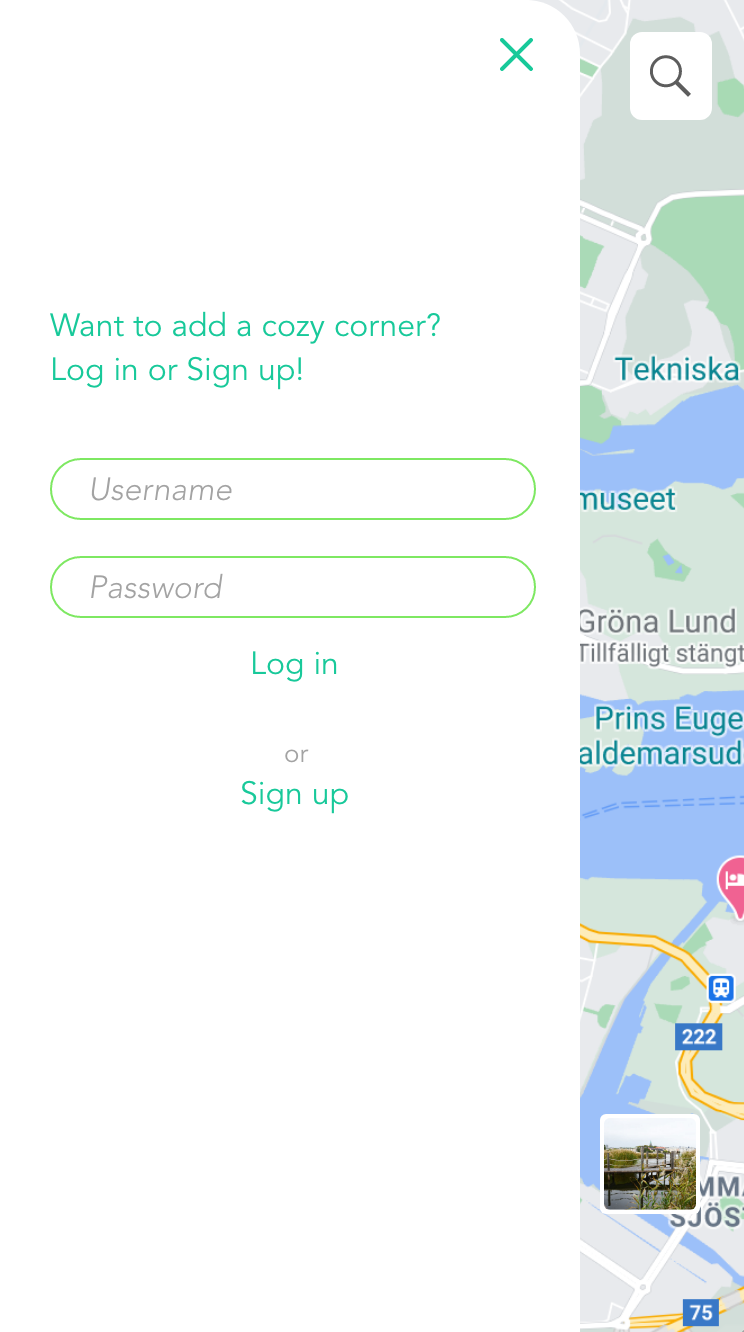 Want to add a cozy corner?
Log in or Sign up!
Username
Password
Log in
or
Sign up
Tekniska
museet
Gröna Lund
Tillfälligt stängt
Prins Euge
aldemarsud
222
MMA
SJÖS
75